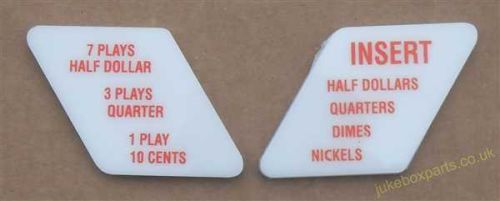 7 PLAYS
HALF DOLLAR
3 PLAYS
QUARTER
1 PLAY
10 CENTS
INSERT
HALF DOLLARS
QUARTERS
DIMES
NICKELS
jukeboxparts.co.uk